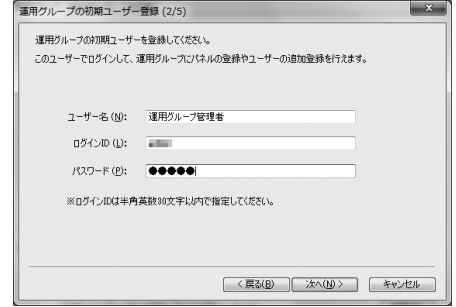 運用グループの初期ユーザー登録 (2/5)
x
運用グループの初期ユーザーを登録してください。
このユーザーでログインして、運用グループにパネルの登録やユーザーの追加登録を行えます。
ユーザー名 (N): 運用グループ管理者
ログインID (L):
パスワード (P): ●●●●●
※ログインIDは半角英数30文字以内で指定してください。
< 戻る(B) 次へ(N) > キャンセル